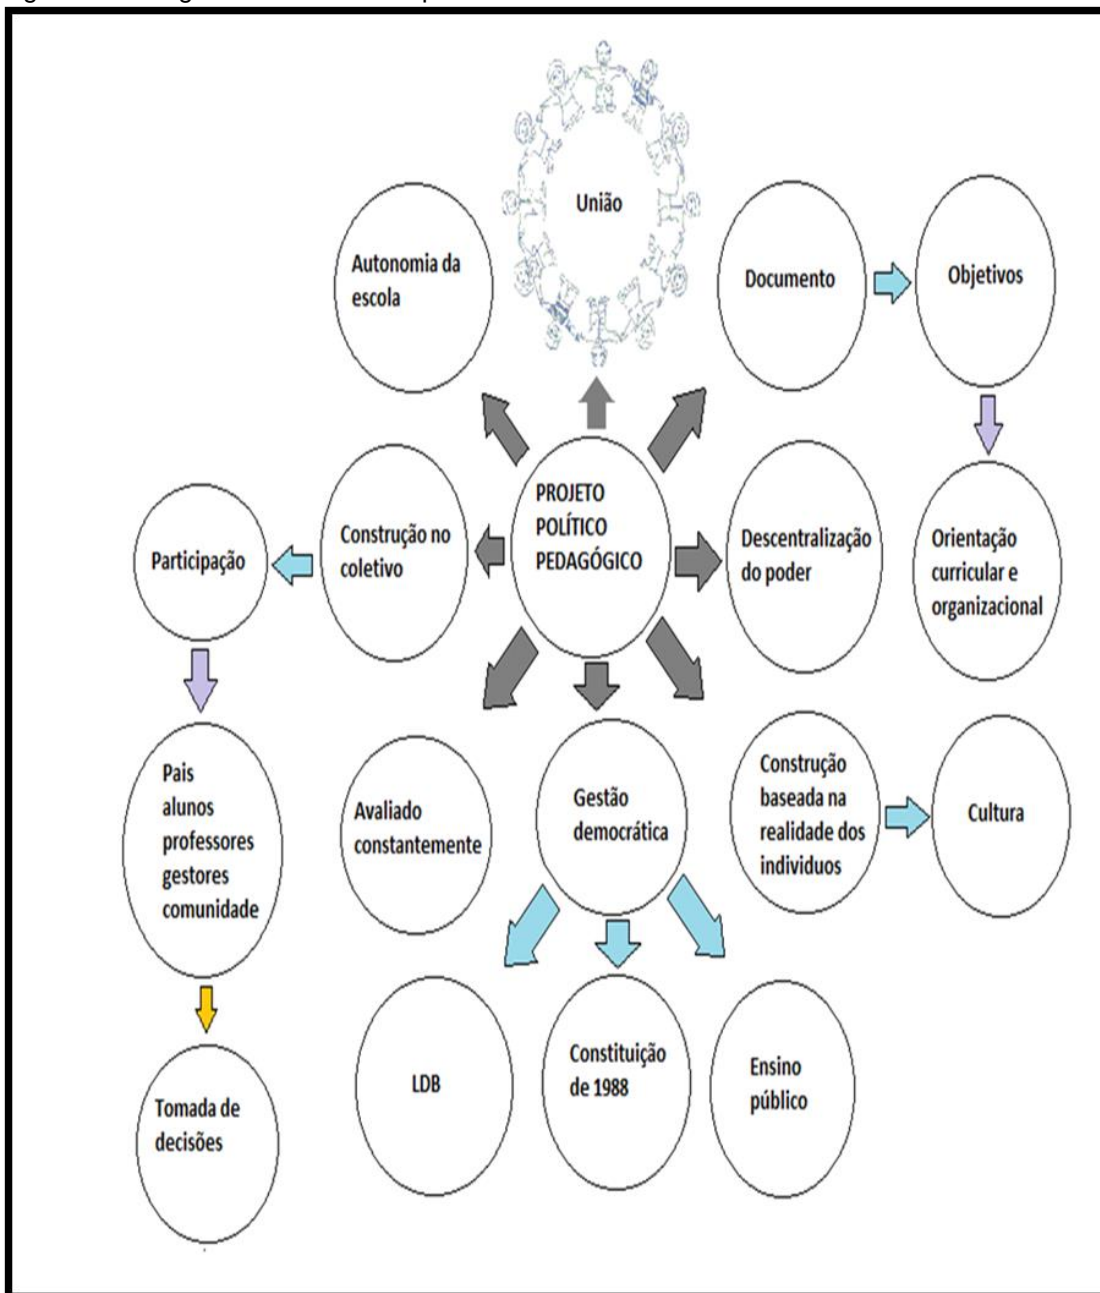 União
Autonomia da
escola
Documento
Objetivos
PROJETO
POLÍTICO
PEDAGÓGICO
Participação
Construção no
coletivo
Descentralização
do poder
Orientação
curricular e
organizacional
Pais
alunos
professores
gestores
comunidade
Avaliado
constantemente
Gestão
democrática
Construção
baseada na
realidade dos
individuos
Cultura
LDB
Constituição
de 1988
Ensino
público
Tomada de
decisões